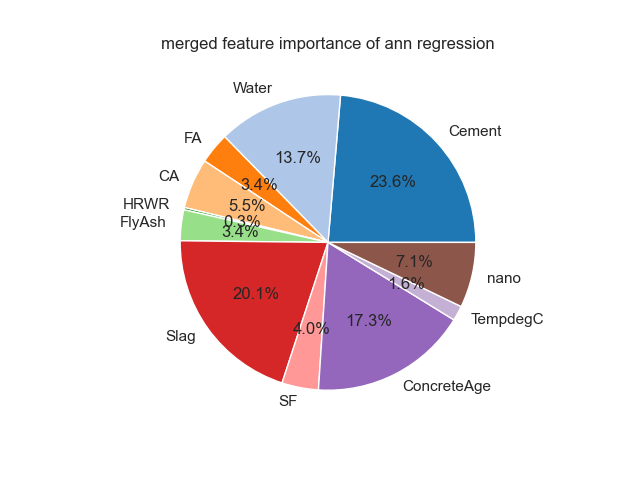 merged feature importance of ann regression
Water
Cement
FA
13.7%
CA
3.4%
23.6%
HRWR
5.5%
FlyAsh
0.3%
3.4%
7.1%
nano
1.6%
20.1%
17.3%
TempdegC
Slag
4.0%
ConcreteAge
SF